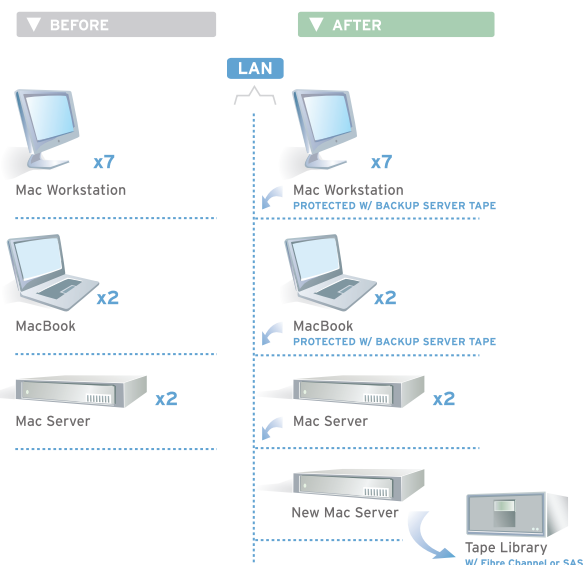 BEFORE
AFTER
LAN
x7
Mac Workstation
x7
Mac Workstation
PROTECTED W/ BACKUP SERVER TAPE
x2
MacBook
x2
MacBook
PROTECTED W/ BACKUP SERVER TAPE
x2
Mac Server
x2
Mac Server
New Mac Server
Tape Library
W/ Fibre Channel or SAS